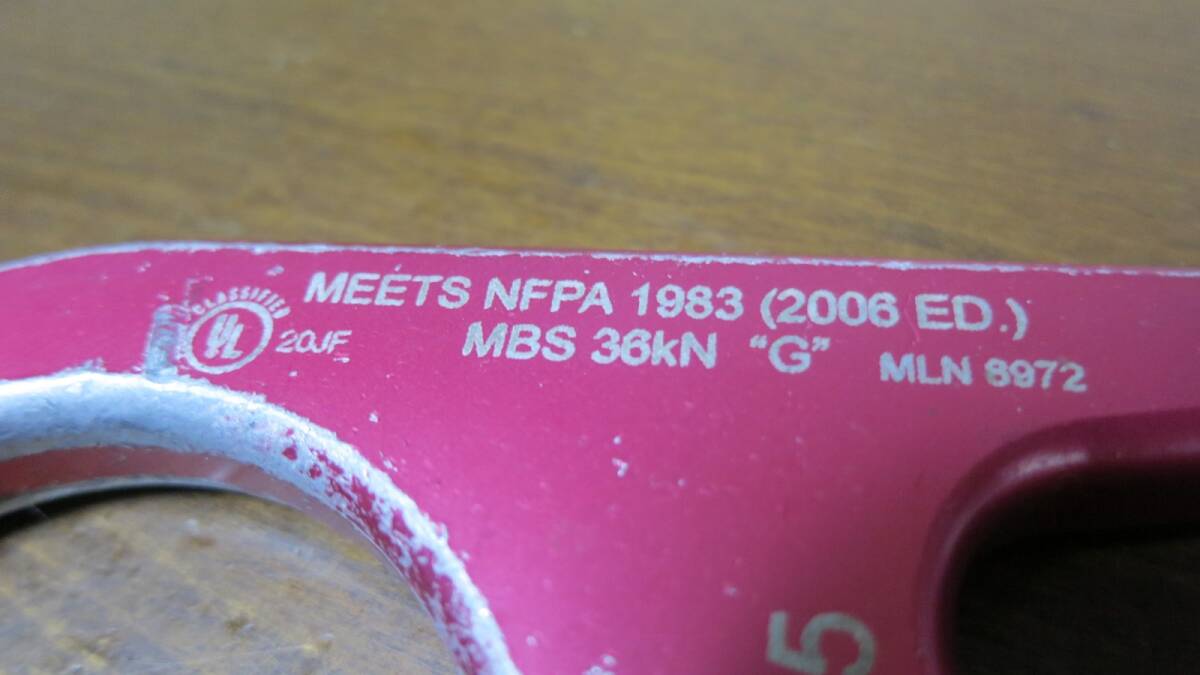 MEETS NFPA 1983 (2006 ED.)
CLASSIFIED
UL
20JF
MBS 36kN "G" MLN 8972
5